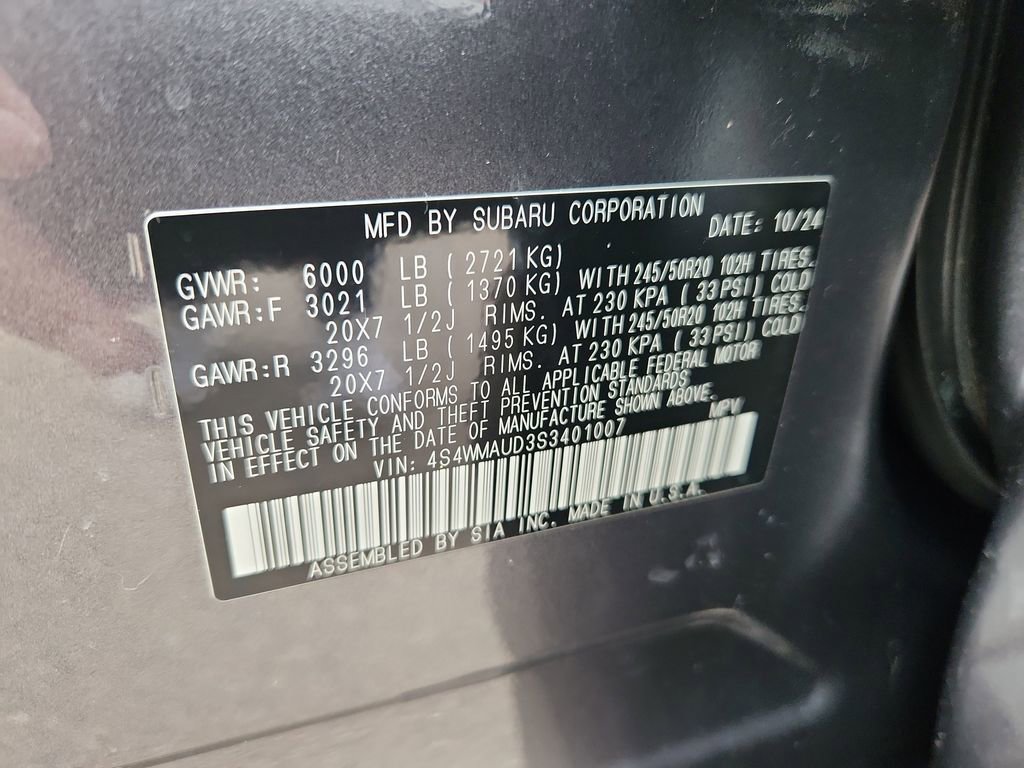 MFD BY SUBARU CORPORATION DATE: 10/24
GVWR: 6000 LB ( 2721 KG)
GAWR:F 3021 LB ( 1370 KG) WITH 245/50R20 102H TIRES.
20X7 1/2J RIMS. AT 230 KPA ( 33 PSI) COLD
GAWR:R 3296 LB ( 1495 KG) WITH 245/50R20 102H TIRES.
20X7 1/2J RIMS. AT 230 KPA ( 33 PSI) COLD
THIS VEHICLE CONFORMS TO ALL APPLICABLE FEDERAL MOTOR
VEHICLE SAFETY AND THEFT PREVENTION STANDARDS
IN EFFECT ON THE DATE OF MANUFACTURE SHOWN ABOVE.
VIN: 4S4WMAUD3S3401007 MPV
ASSEMBLED BY SIA INC. MADE IN U.S.A.